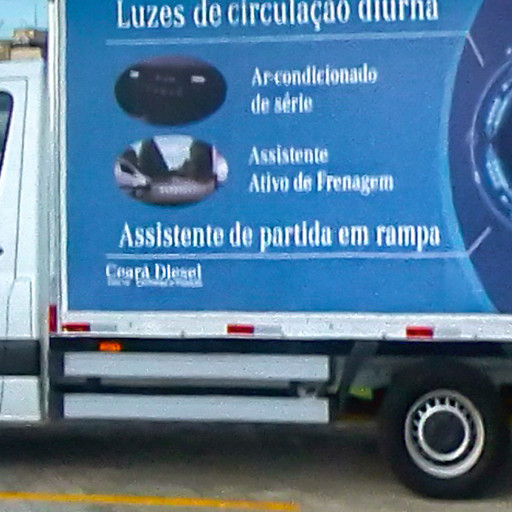 Luzes de circulação diurna
Ar-condicionado
de série
Assistente
Ativo de Frenagem
Assistente de partida em rampa
Ceará Diesel